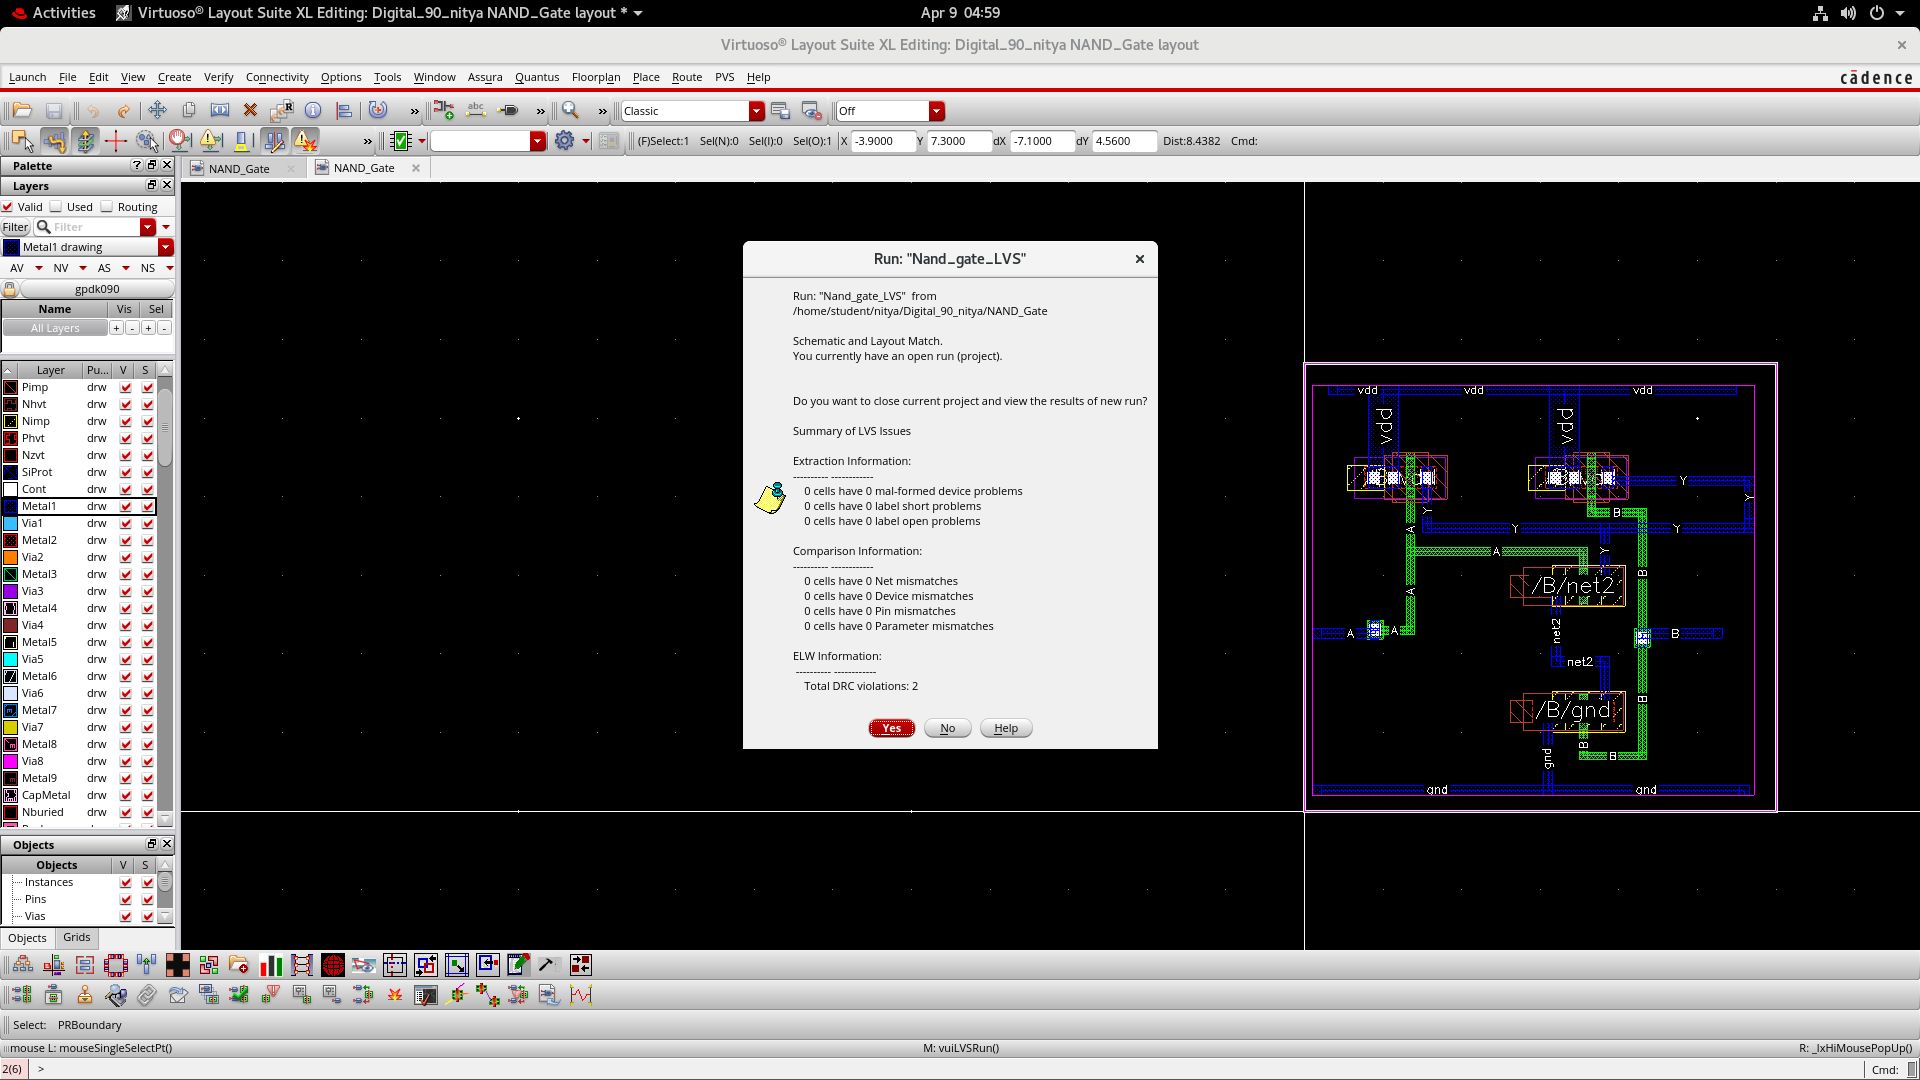 Activities
Virtuoso® Layout Suite XL Editing: Digital_90_nitya NAND_Gate layout *
Apr 9 04:59
Virtuoso® Layout Suite XL Editing: Digital_90_nitya NAND_Gate layout
Launch File Edit View Create Verify Connectivity Options Tools Window Assura Quantus Floorplan Place Route PVS Help
cādence
abc
Classic
Off
(F)Select:1 Sel(N):0 Sel(I):0 Sel(O):1 X -3.9000 Y 7.3000 dX -7.1000 dY 4.5600 Dist:8.4382 Cmd:
Palette
NAND_Gate
NAND_Gate
Layers
Valid Used Routing
Filter
Filter
Metal1 drawing
AV NV AS NS
gpdk090
Name Vis Sel
All Layers + - + -
Layer Pu... V S
Pimp drw
Nhvt drw
Nimp drw
Phvt drw
Nzvt drw
SiProt drw
Cont drw
Metal1 drw
Via1 drw
Metal2 drw
Via2 drw
Metal3 drw
Via3 drw
Metal4 drw
Via4 drw
Metal5 drw
Via5 drw
Metal6 drw
Via6 drw
Metal7 drw
Via7 drw
Metal8 drw
Via8 drw
Metal9 drw
CapMetal drw
Nburied drw
Objects
Objects V S
Instances
Pins
Vias
Objects Grids
Run: "Nand_gate_LVS"
Run: "Nand_gate_LVS" from
/home/student/nitya/Digital_90_nitya/NAND_Gate
Schematic and Layout Match.
You currently have an open run (project).
Do you want to close current project and view the results of new run?
Summary of LVS Issues
Extraction Information:
---------- ------------
0 cells have 0 mal-formed device problems
0 cells have 0 label short problems
0 cells have 0 label open problems
Comparison Information:
---------- ------------
0 cells have 0 Net mismatches
0 cells have 0 Device mismatches
0 cells have 0 Pin mismatches
0 cells have 0 Parameter mismatches
ELW Information:
---------- ------------
Total DRC violations: 2
Yes No Help
vdd vdd vdd
vdd vdd
Y
Y
Y
B
A Y Y
A Y
/B/net2
B
A
A A net2 B
net2
B
/B/gnd
B
gnd B
gnd gnd
Select: PRBoundary
mouse L: mouseSingleSelectPt()
M: vuiLVSRun()
R: _lxHiMousePopUp()
2(6) >
Cmd: